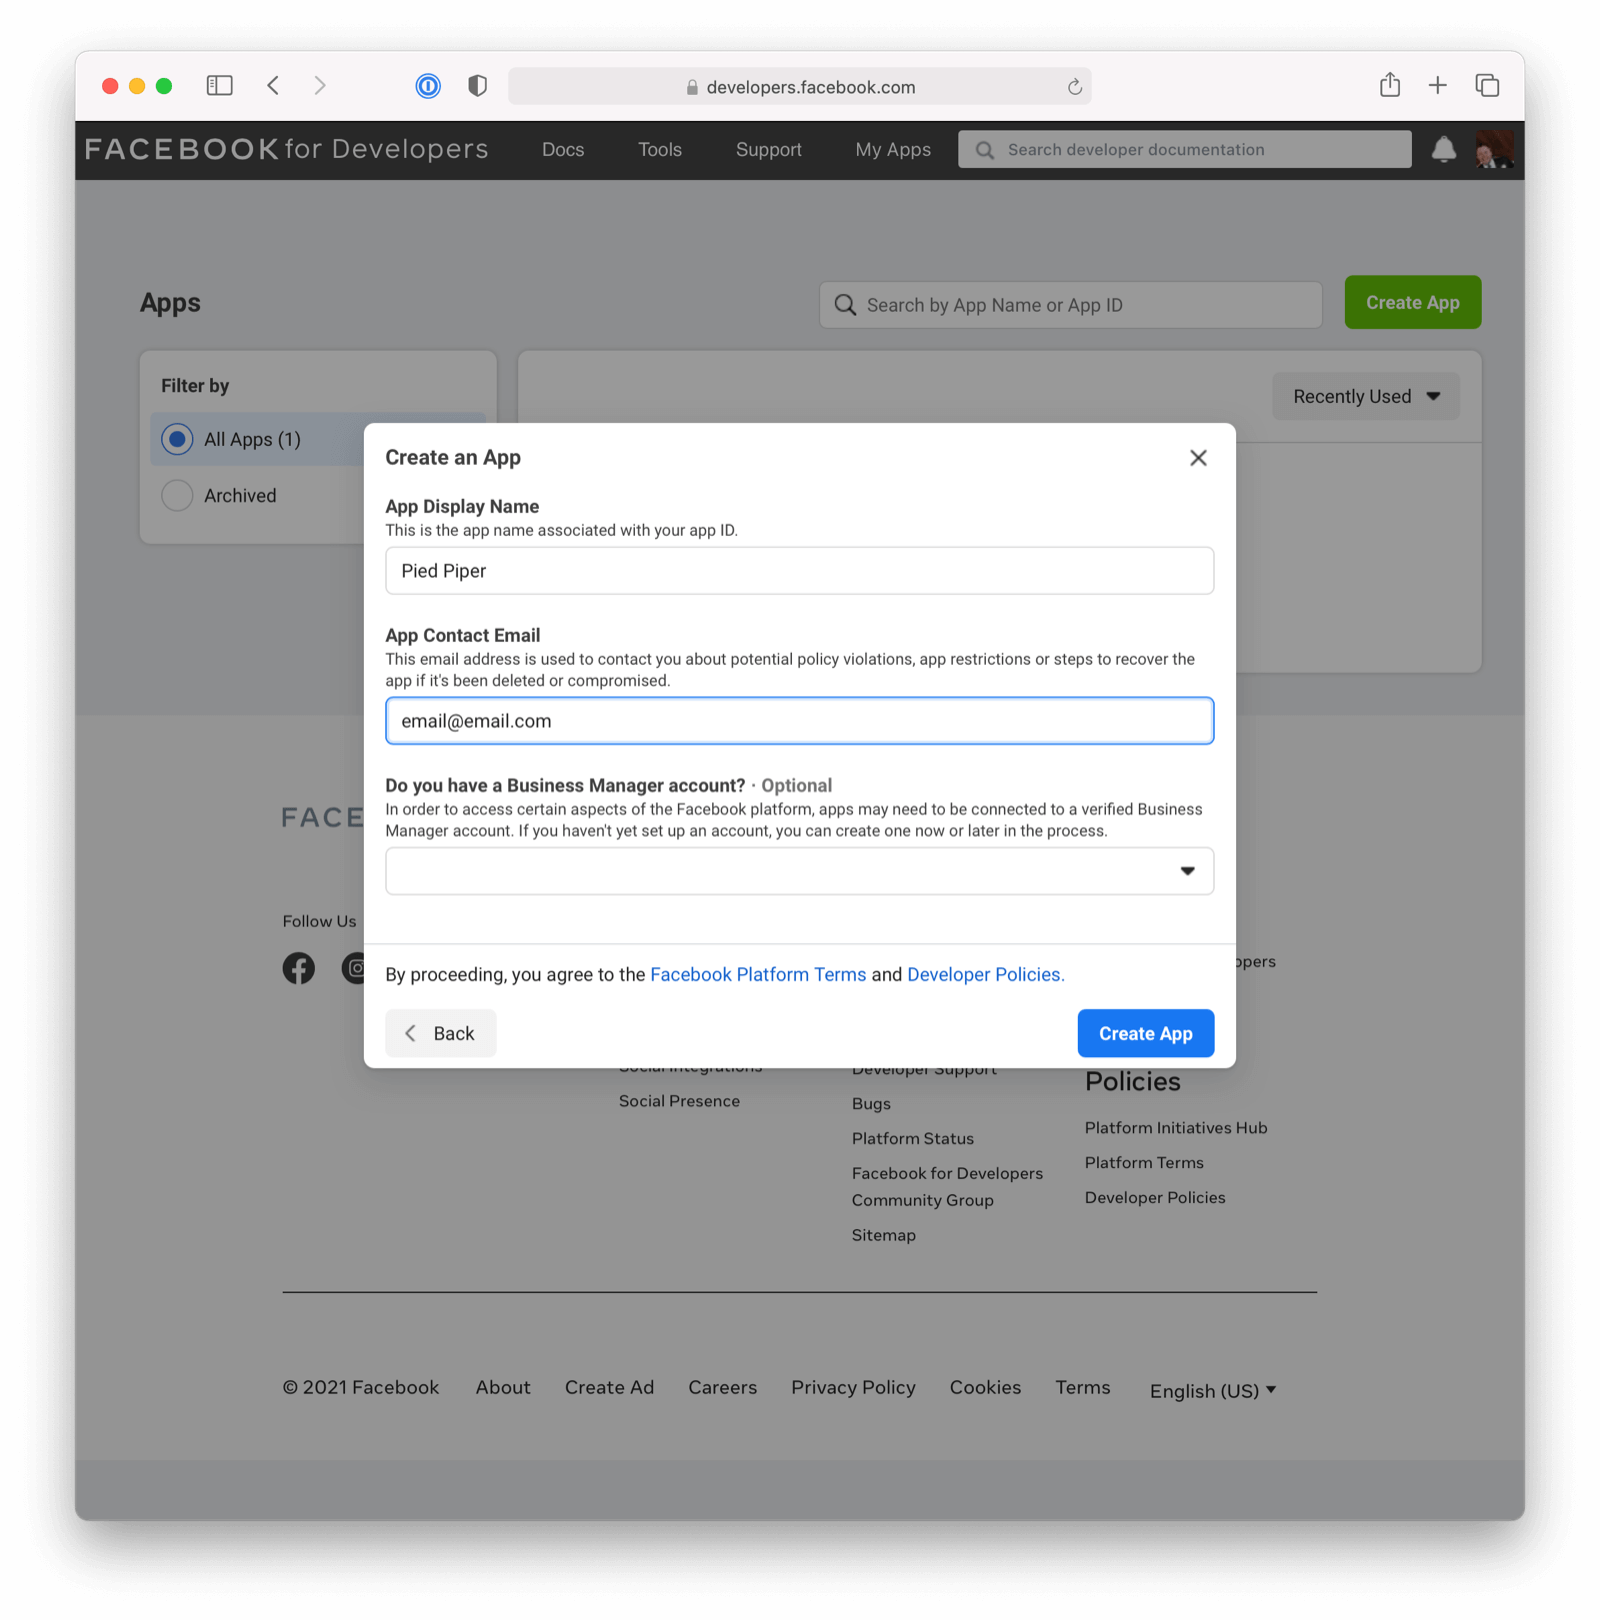 developers.facebook.com
FACEBOOK for Developers Docs Tools Support My Apps Search developer documentation
Apps Search by App Name or App ID Create App
Filter by
Recently Used
All Apps (1)
Archived
Create an App
App Display Name
This is the app name associated with your app ID.
Pied Piper
App Contact Email
This email address is used to contact you about potential policy violations, app restrictions or steps to recover the
app if it's been deleted or compromised.
email@email.com
Do you have a Business Manager account? · Optional
In order to access certain aspects of the Facebook platform, apps may need to be connected to a verified Business
Manager account. If you haven't yet set up an account, you can create one now or later in the process.
By proceeding, you agree to the Facebook Platform Terms and Developer Policies.
Back Create App
FACE
Follow Us
opers
Social Integrations
Social Presence
Developer Support
Bugs
Platform Status
Facebook for Developers
Community Group
Sitemap
Policies
Platform Initiatives Hub
Platform Terms
Developer Policies
© 2021 Facebook About Create Ad Careers Privacy Policy Cookies Terms English (US)